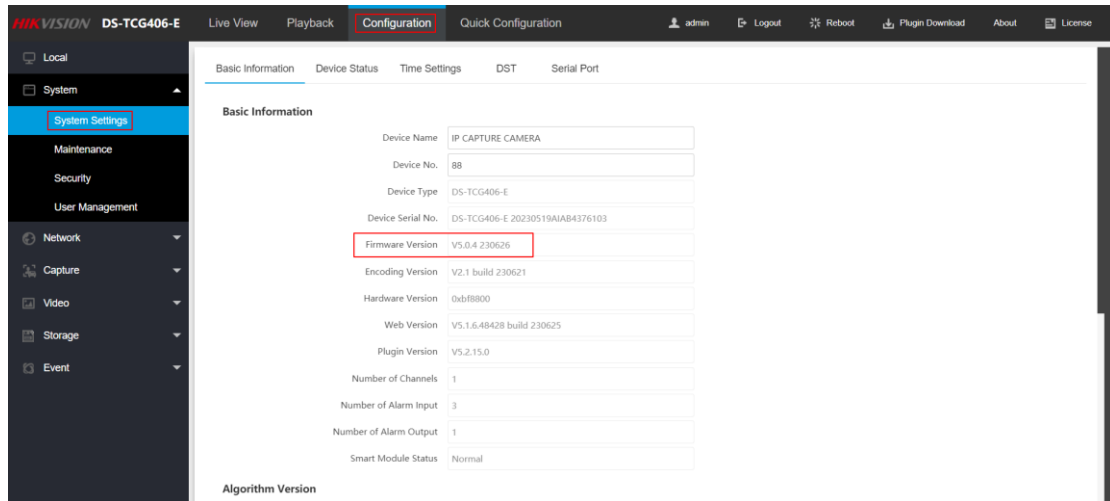 HIKVISION DS-TCG406-E Live View Playback Configuration Quick Configuration admin Logout Reboot Plugin Download About License
Local
System
System Settings
Maintenance
Security
User Management
Network
Capture
Video
Storage
Event
Basic Information Device Status Time Settings DST Serial Port
Basic Information
Device Name IP CAPTURE CAMERA
Device No. 88
Device Type DS-TCG406-E
Device Serial No. DS-TCG406-E 20230519AIAB4376103
Firmware Version V5.0.4 230626
Encoding Version V2.1 build 230621
Hardware Version 0xbf8800
Web Version V5.1.6.48428 build 230625
Plugin Version V5.2.15.0
Number of Channels 1
Number of Alarm Input 3
Number of Alarm Output 1
Smart Module Status Normal
Algorithm Version